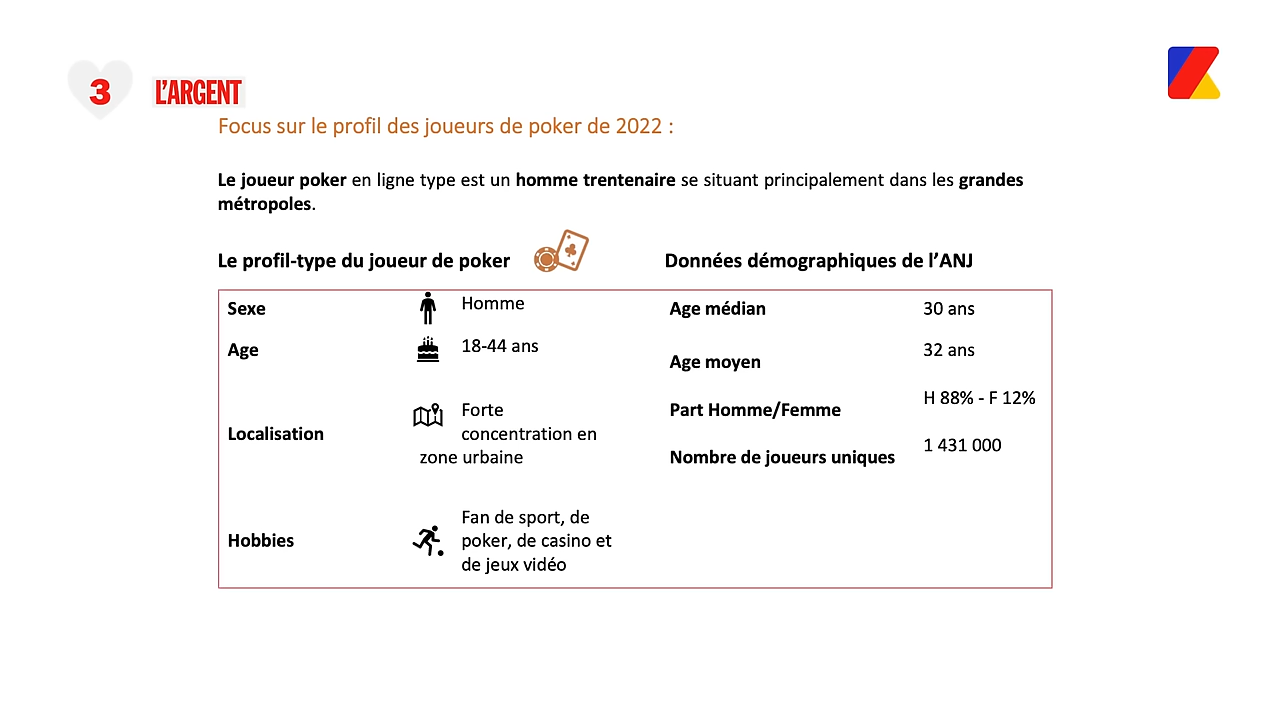 3
L'ARGENT
Focus sur le profil des joueurs de poker de 2022 :
Le joueur poker en ligne type est un homme trentenaire se situant principalement dans les grandes
métropoles.
Le profil-type du joueur de poker
Données démographiques de l'ANJ
Sexe
Homme
Age
18-44 ans
Localisation
Forte
concentration en
zone urbaine
Hobbies
Fan de sport, de
poker, de casino et
de jeux vidéo
Age médian
30 ans
Age moyen
32 ans
Part Homme/Femme
H 88% - F 12%
Nombre de joueurs uniques
1 431 000